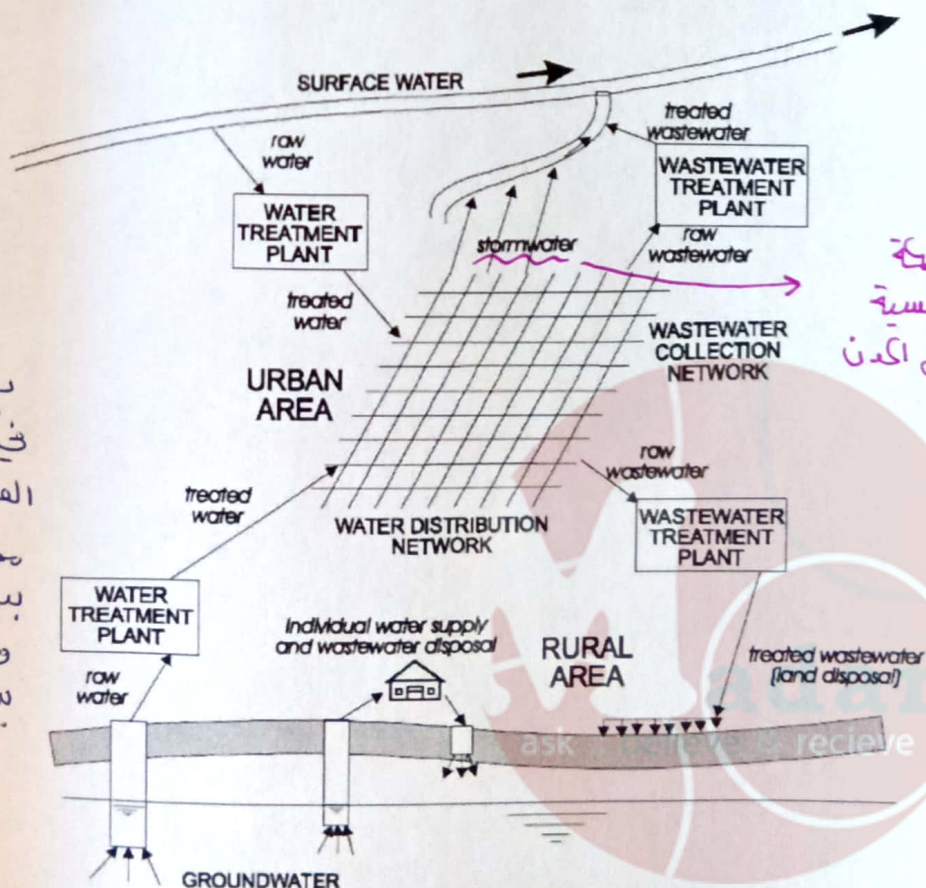 SURFACE WATER
raw
water
treated
wastewater
WATER
TREATMENT
PLANT
WASTEWATER
TREATMENT
PLANT
stormwater
raw
wastewater
treated
water
WASTEWATER
COLLECTION
NETWORK
URBAN
AREA
raw
wastewater
treated
water
WATER DISTRIBUTION
NETWORK
WASTEWATER
TREATMENT
PLANT
WATER
TREATMENT
PLANT
Individual water supply
and wastewater disposal
RURAL
AREA
treated wastewater
(land disposal)
raw
water
adar
ask believe & recieve
GROUNDWATER